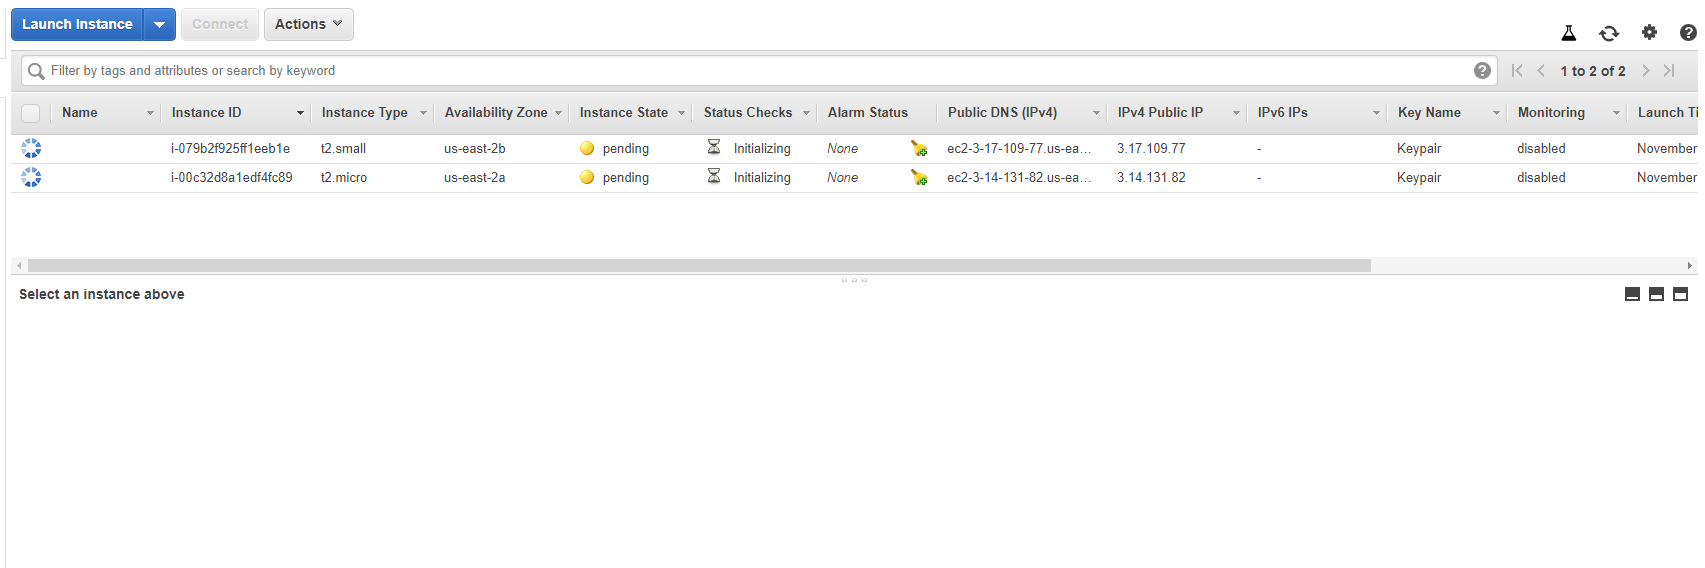 Launch Instance Connect Actions
Filter by tags and attributes or search by keyword ? 1 to 2 of 2
Name Instance ID Instance Type Availability Zone Instance State Status Checks Alarm Status Public DNS (IPv4) IPv4 Public IP IPv6 IPs Key Name Monitoring Launch Ti
i-079b2f925ff1eeb1e t2.small us-east-2b pending Initializing None ec2-3-17-109-77.us-ea... 3.17.109.77 - Keypair disabled November
i-00c32d8a1edf4fc89 t2.micro us-east-2a pending Initializing None ec2-3-14-131-82.us-ea... 3.14.131.82 - Keypair disabled November
Select an instance above